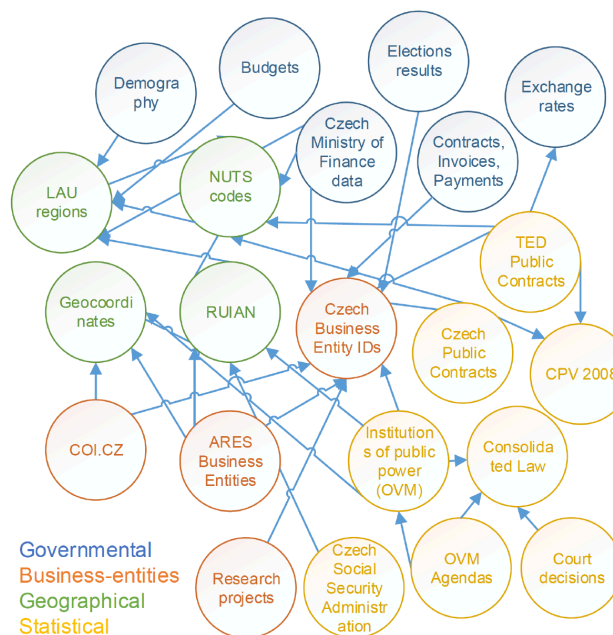 Demogra
phy
Budgets
Elections
results
Exchange
rates
Czech
Ministry of
Finance
data
Contracts,
Invoices,
Payments
LAU
regions
NUTS
codes
TED
Public
Contracts
Geocoordi
nates
RUIAN
Czech
Business
Entity IDs
Czech
Public
Contracts
CPV 2008
COI.CZ
ARES
Business
Entities
Institution
s of public
power
(OVM)
Consolida
ted Law
Research
projects
Czech
Social
Security
Administr
ation
OVM
Agendas
Court
decisions
Governmental
Business-entities
Geographical
Statistical